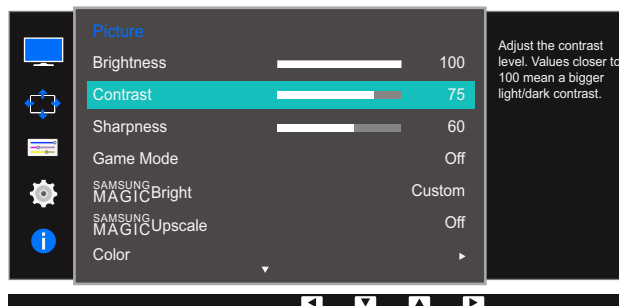 Picture
Brightness 100
Contrast 75
Sharpness 60
Game Mode Off
SAMSUNG
MAGICBright Custom
SAMSUNG
MAGICUpscale Off
Color
Adjust the contrast
level. Values closer to
100 mean a bigger
light/dark contrast.